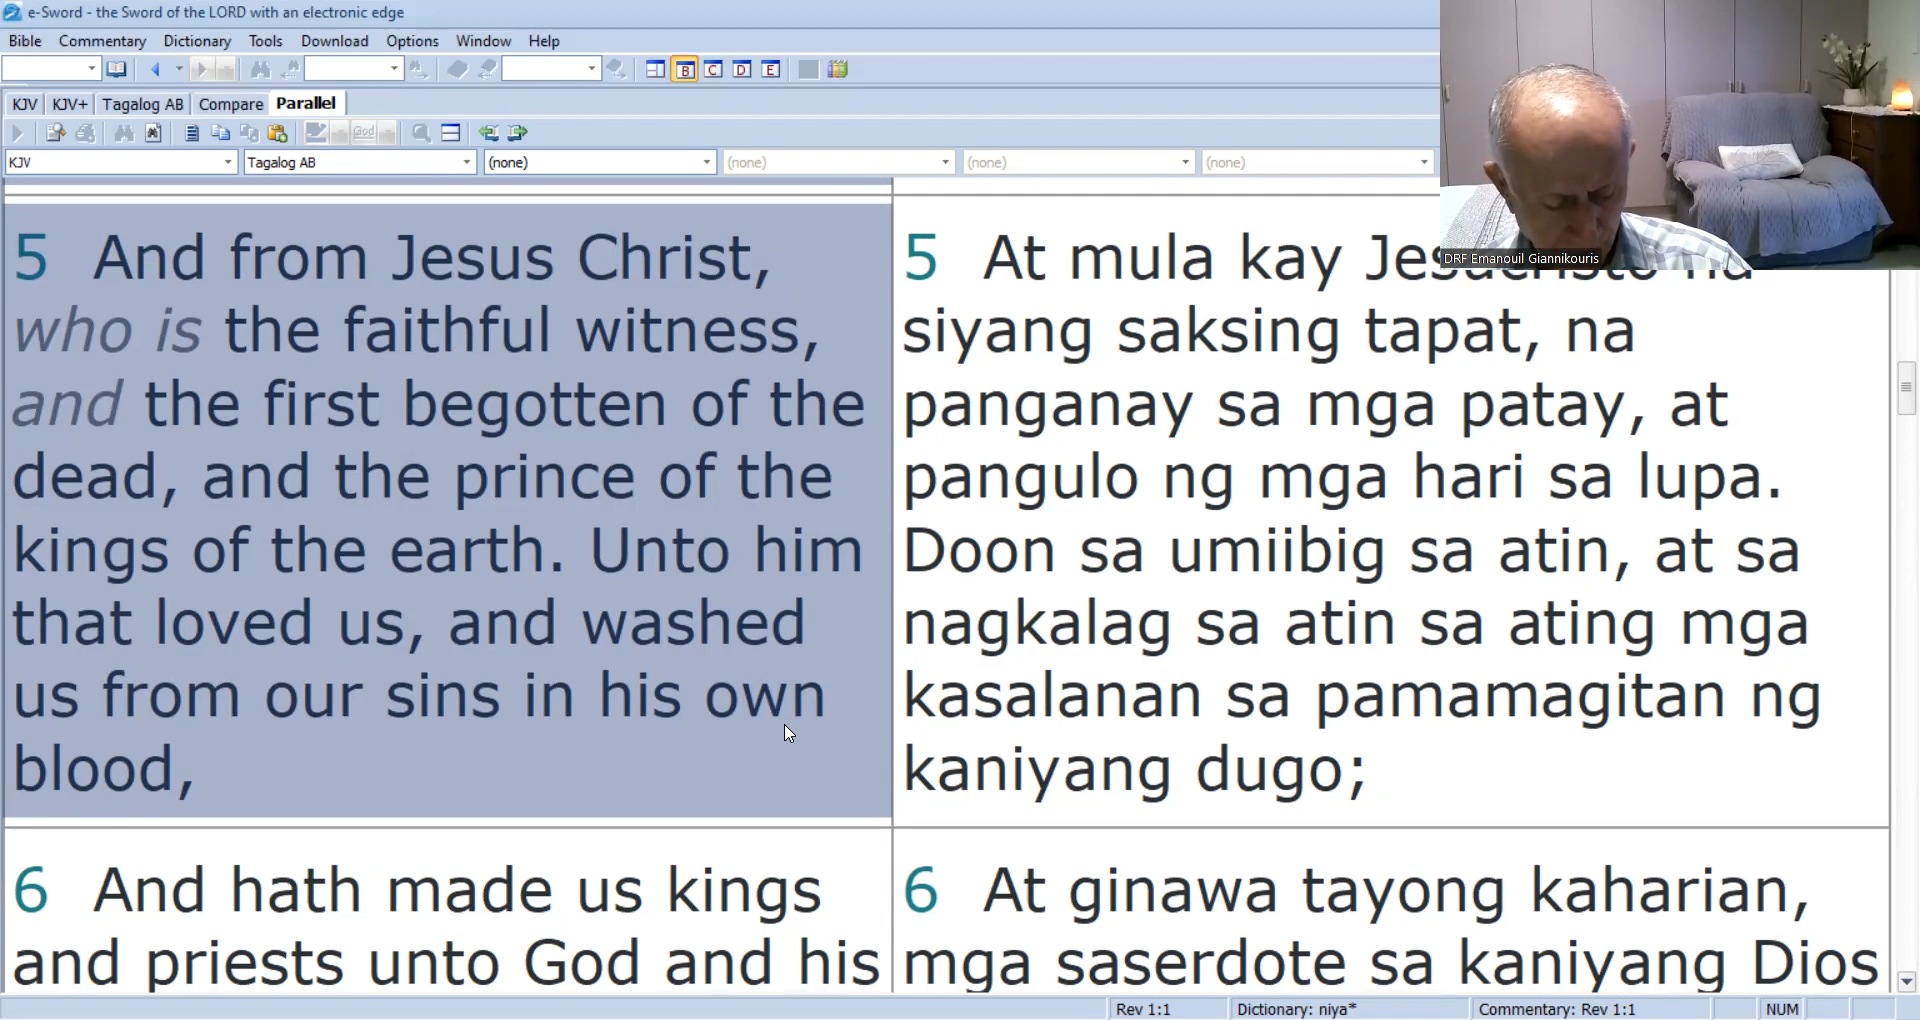 e-Sword - the Sword of the LORD with an electronic edge
Bible Commentary Dictionary Tools Download Options Window Help
B C D E
KJV KJV+ Tagalog AB Compare Parallel
God
KJV Tagalog AB (none) (none) (none) (none)
DRF Emanouil Giannikouris
5 And from Jesus Christ,
who is the faithful witness,
and the first begotten of the
dead, and the prince of the
kings of the earth. Unto him
that loved us, and washed
us from our sins in his own
blood,
6 And hath made us kings
and priests unto God and his
5 At mula kay
siyang saksing tapat, na
panganay sa mga patay, at
pangulo ng mga hari sa lupa.
Doon sa umiibig sa atin, at sa
nagkalag sa atin sa ating mga
kasalanan sa pamamagitan ng
kaniyang dugo;
6 At ginawa tayong kaharian,
mga saserdote sa kaniyang Dios
Rev 1:1 Dictionary: niya* Commentary: Rev 1:1 NUM